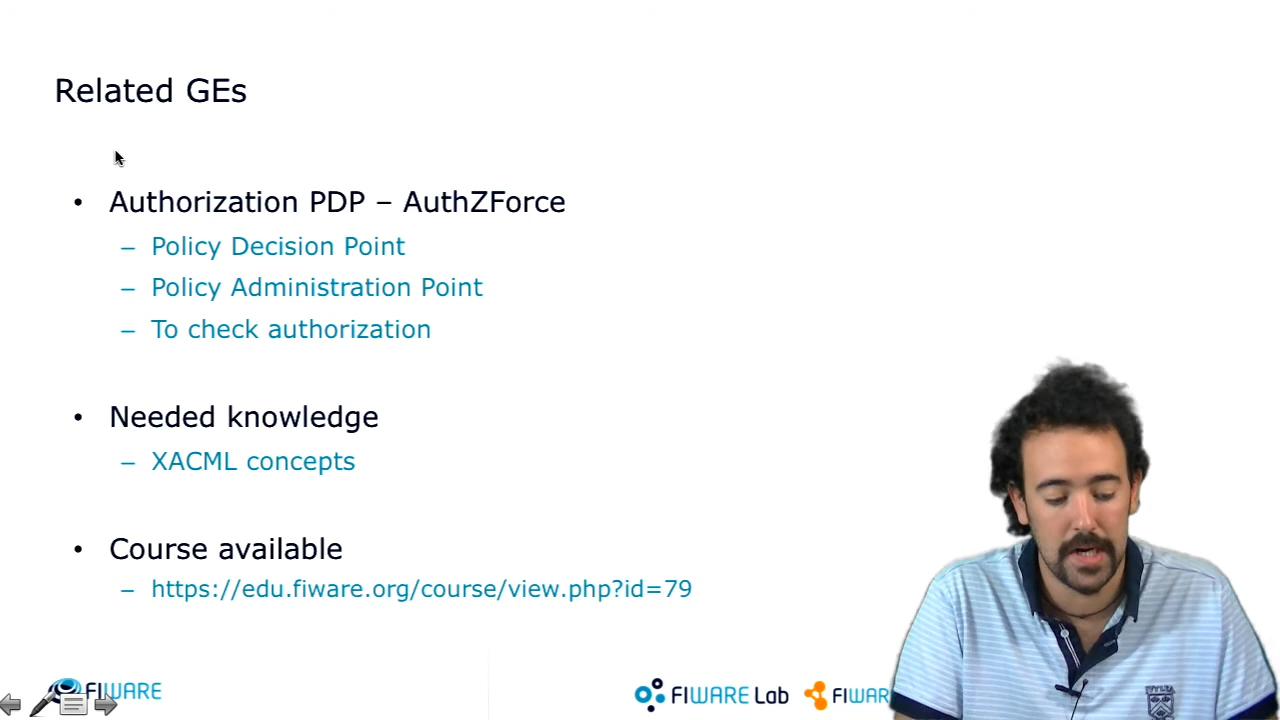 Related GEs
• Authorization PDP – AuthZForce
– Policy Decision Point
– Policy Administration Point
– To check authorization
• Needed knowledge
– XACML concepts
• Course available
– https://edu.fiware.org/course/view.php?id=79
FIWARE
FIWARE Lab
FIWAR